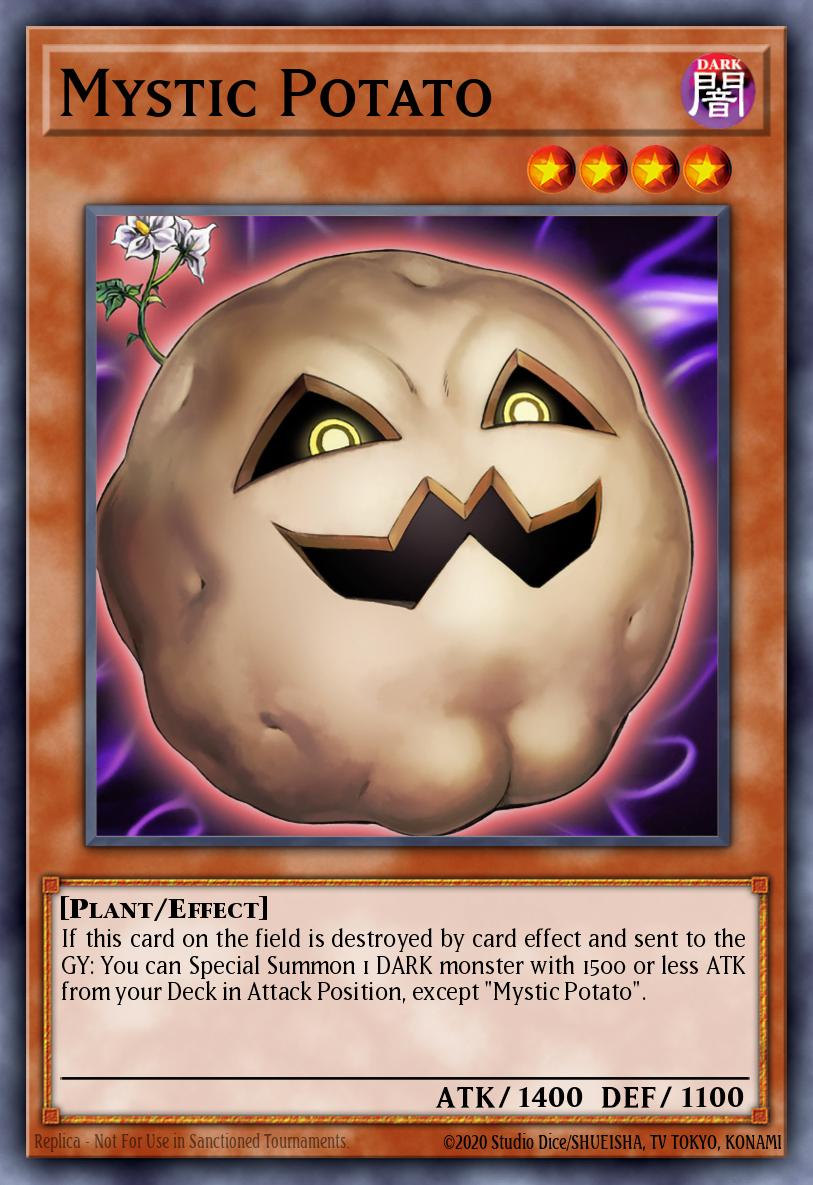 Mystic Potato
DARK
闇
[Plant/Effect]
If this card on the field is destroyed by card effect and sent to the
GY: You can Special Summon 1 DARK monster with 1500 or less ATK
from your Deck in Attack Position, except "Mystic Potato".
ATK/ 1400 DEF/ 1100
Replica - Not For Use in Sanctioned Tournaments.
©2020 Studio Dice/SHUEISHA, TV TOKYO, KONAMI